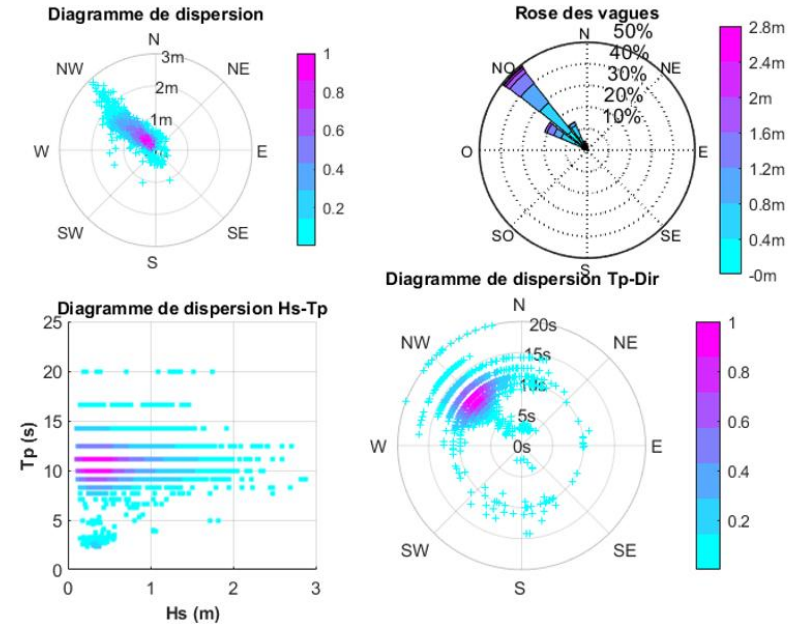 Diagramme de dispersion
N
3m
2m
1m
NW
NE
W
E
SW
SE
S
1
0.8
0.6
0.4
0.2
Rose des vagues
N
50%
40%
30%
20%
10%
NO
NE
O
E
SO
SE
S
2.8m
2.4m
2m
1.6m
1.2m
0.8m
0.4m
-0m
Diagramme de dispersion Hs-Tp
25
20
15
10
5
0
0
1
2
3
Tp (s)
Hs (m)
Diagramme de dispersion Tp-Dir
N
20s
15s
10s
5s
0s
NW
NE
W
E
SW
SE
S
1
0.8
0.6
0.4
0.2